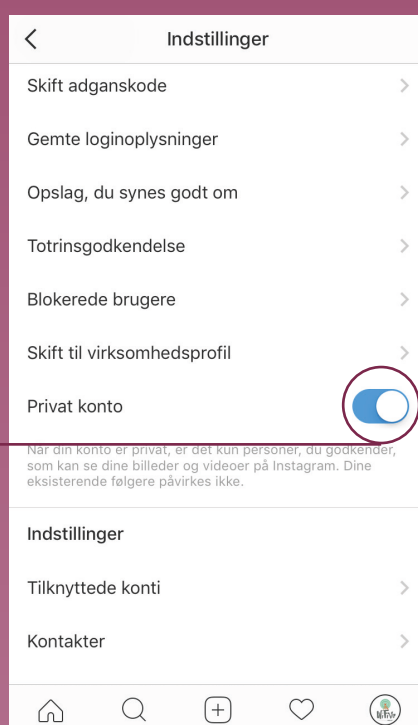 Indstillinger
Skift adganskode
Gemte loginoplysninger
Opslag, du synes godt om
Totrinsgodkendelse
Blokerede brugere
Skift til virksomhedsprofil
Privat konto
Når din konto er privat, er det kun personer, du godkender,
som kan se dine billeder og videoer på Instagram. Dine
eksisterende følgere påvirkes ikke.
Indstillinger
Tilknyttede konti
Kontakter